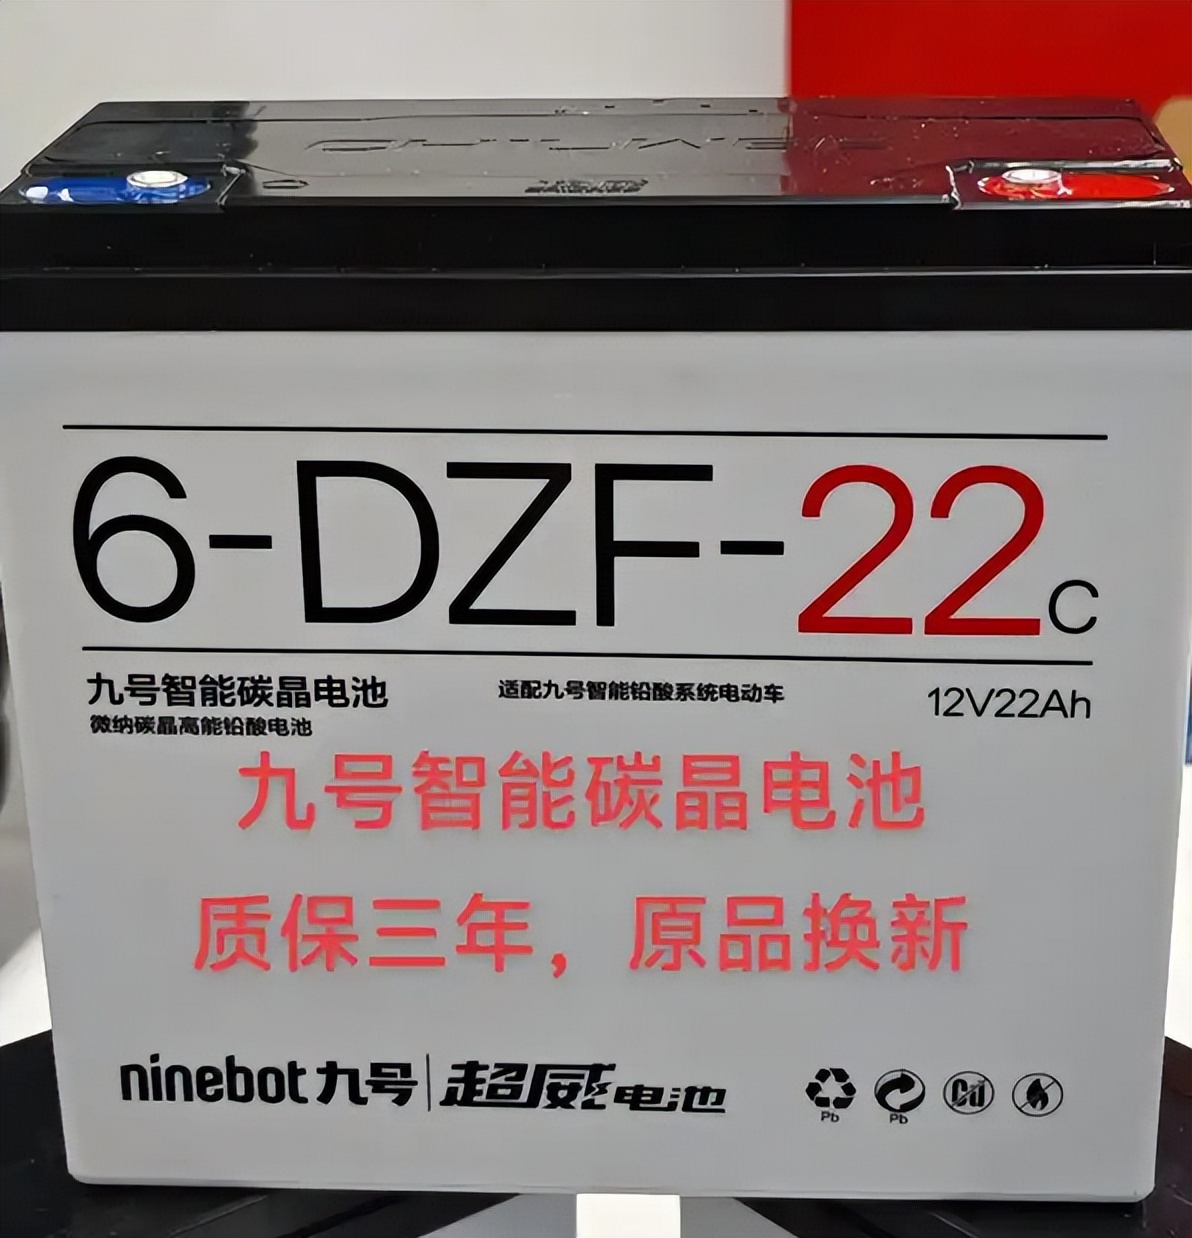 CHILWEE
6-DZF-22C
九号智能碳晶电池
适配九号智能铅酸系统电动车
12V22Ah
微纳碳晶高能铅酸电池
九号智能碳晶电池
质保三年，原品换新
ninebot九号|超威电池
Pb
Pb
Cd